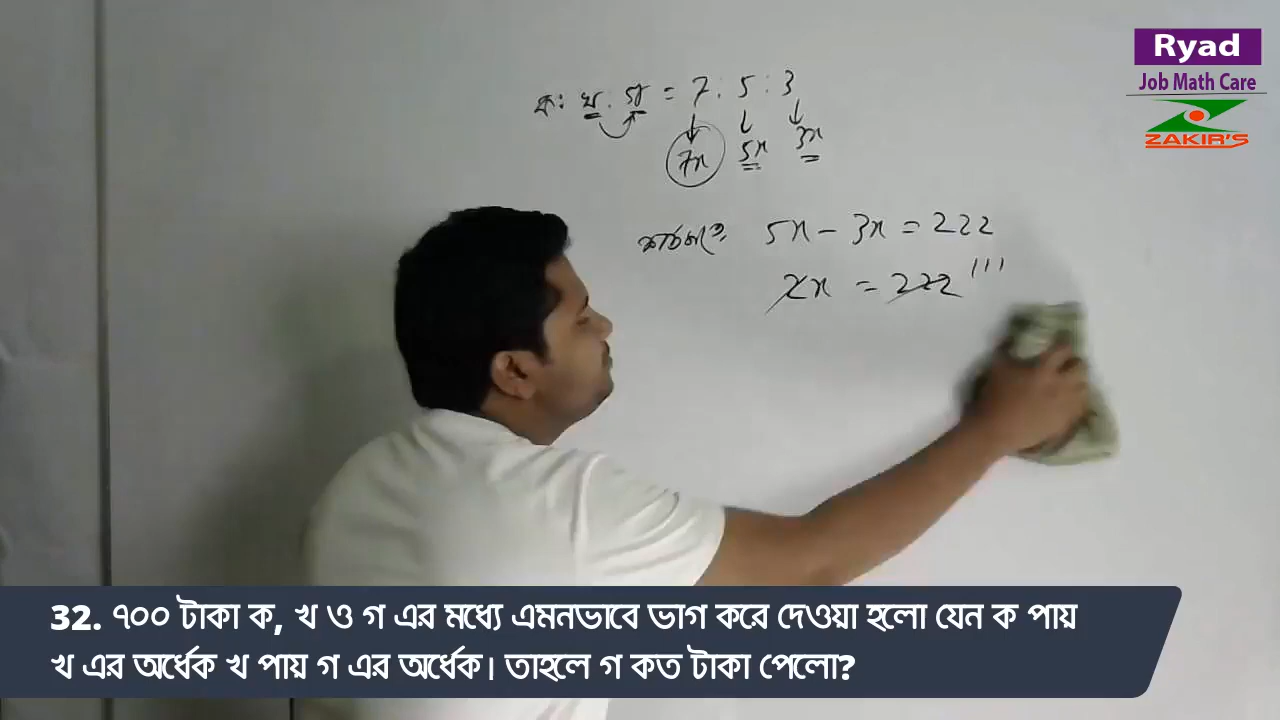 Ryad
Job Math Care
ZAKIR'S
ক: খ : গ = 7 : 5 : 3
7x 5x 3x
শর্তমতে, 5x - 3x = 222
2x = 222 111
32. ৭০০ টাকা ক, খ ও গ এর মধ্যে এমনভাবে ভাগ করে দেওয়া হলো যেন ক পায়
খ এর অর্ধেক খ পায় গ এর অর্ধেক। তাহলে গ কত টাকা পেলো?